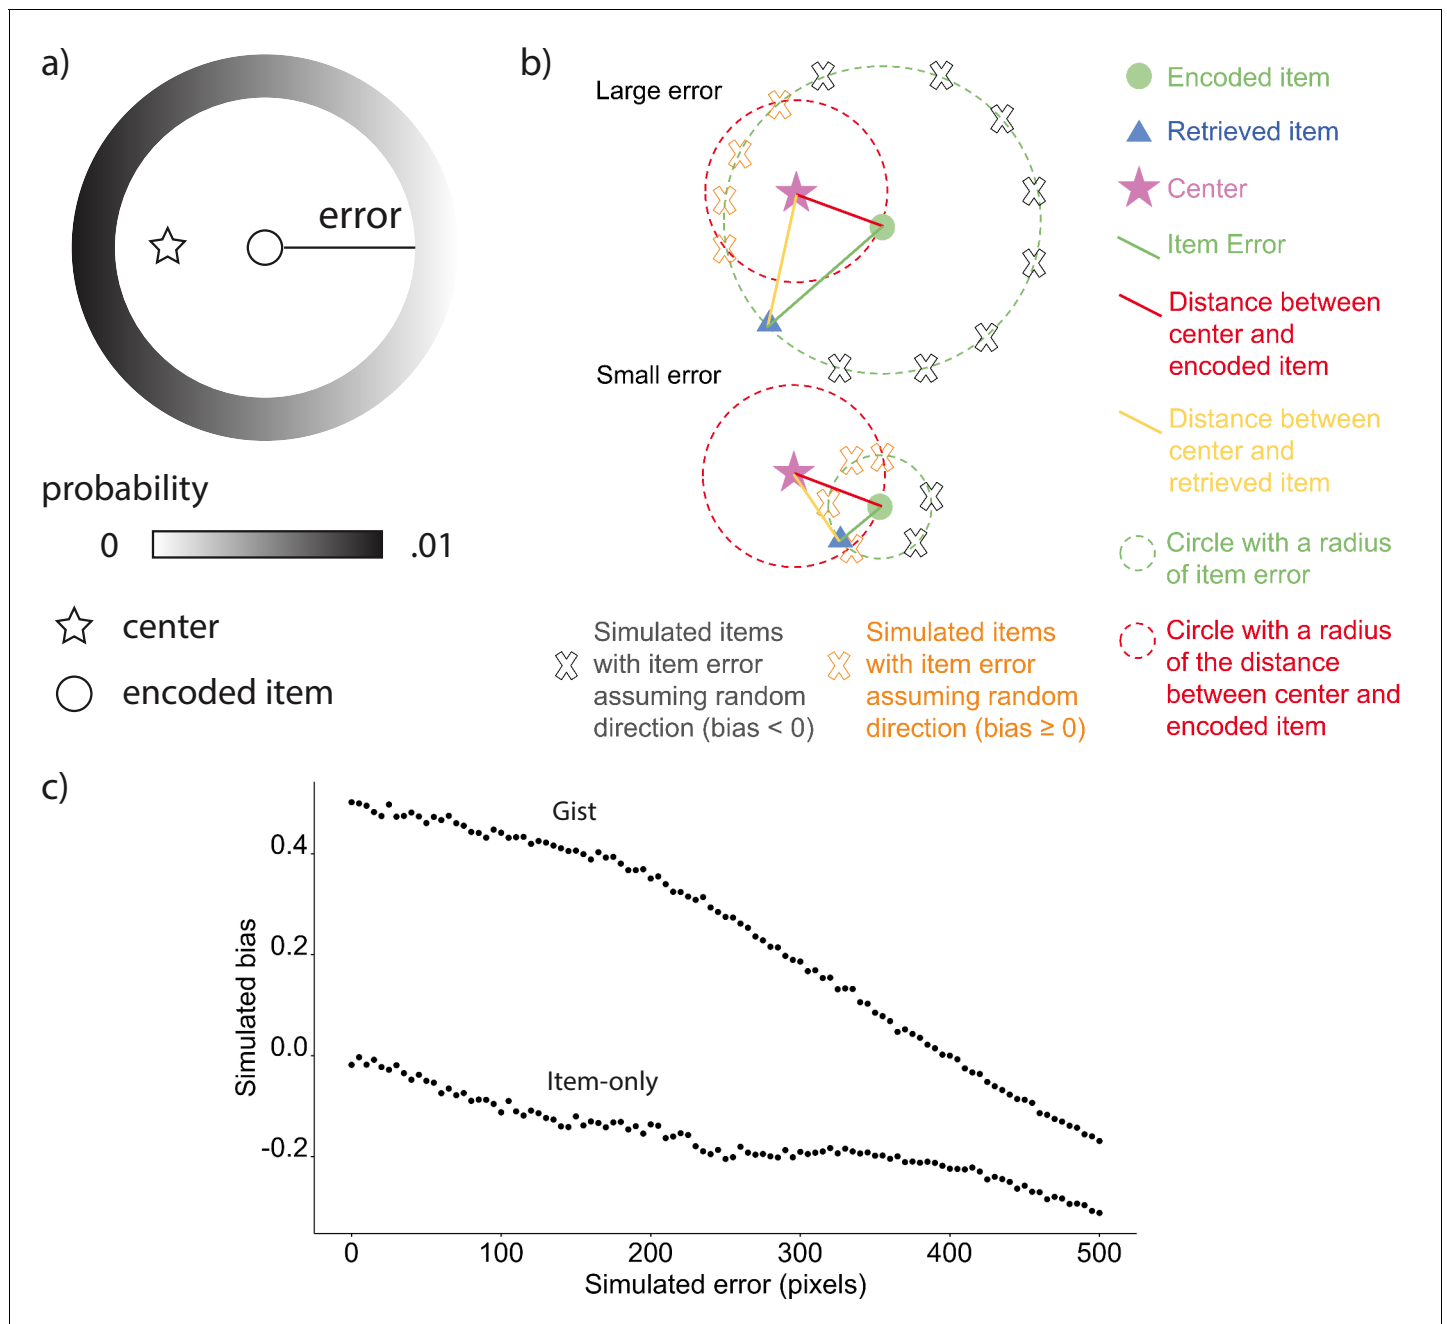 a)
error
probability
0
.01
center
encoded item
b)
Large error
Small error
Encoded item
Retrieved item
Center
Item Error
Distance between
center and
encoded item
Distance between
center and
retrieved item
Circle with a radius
of item error
Circle with a radius
of the distance
between center and
encoded item
Simulated items
with item error
assuming random
direction (bias < 0)
Simulated items
with item error
assuming random
direction (bias ≥ 0)
c)
Gist
Item-only
Simulated bias
0.4
0.2
0.0
-0.2
0 100 200 300 400 500
Simulated error (pixels)